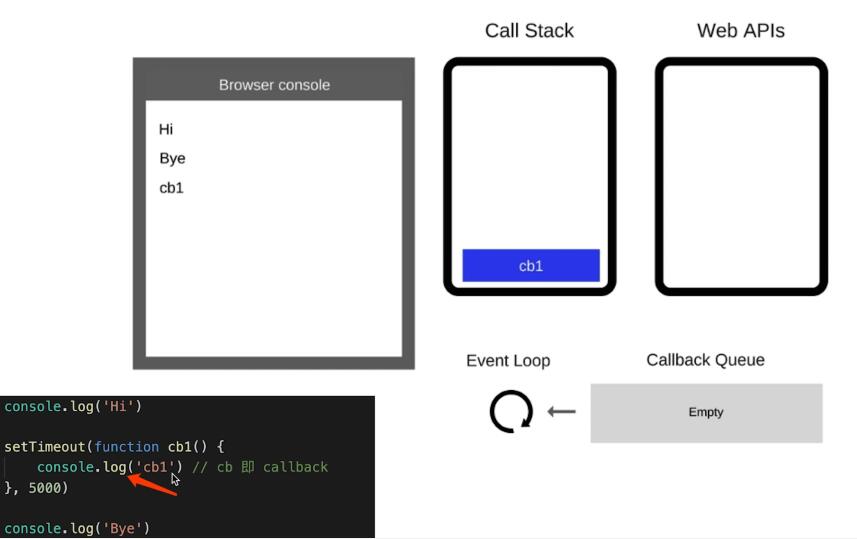 Call Stack
Web APIs
Browser console
Hi
Bye
cb1
cb1
Event Loop
Callback Queue
Empty
console.log('Hi')
setTimeout(function cb1() {
console.log('cb1') // cb 即 callback
}, 5000)
console.log('Bye')